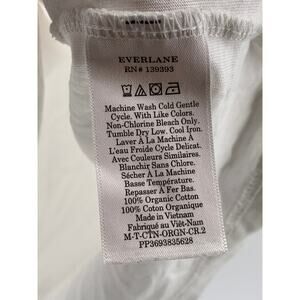 EVERLANE
RN# 139393
Machine Wash Cold Gentle
Cycle. With Like Colors.
Non-Chlorine Bleach Only.
Tumble Dry Low. Cool Iron.
Laver À La Machine À
L'eau Froide Cycle Délicat.
Avec Couleurs Similaires.
Blanchir Sans Chlore.
Sécher À La Machine
Basse Température.
Repasser À Fer Bas.
100% Organic Cotton
100% Coton Organique
Made in Vietnam
Fabriqué au Viêt-Nam
M-T-CTN-ORGN-CR.2
PP3693835628